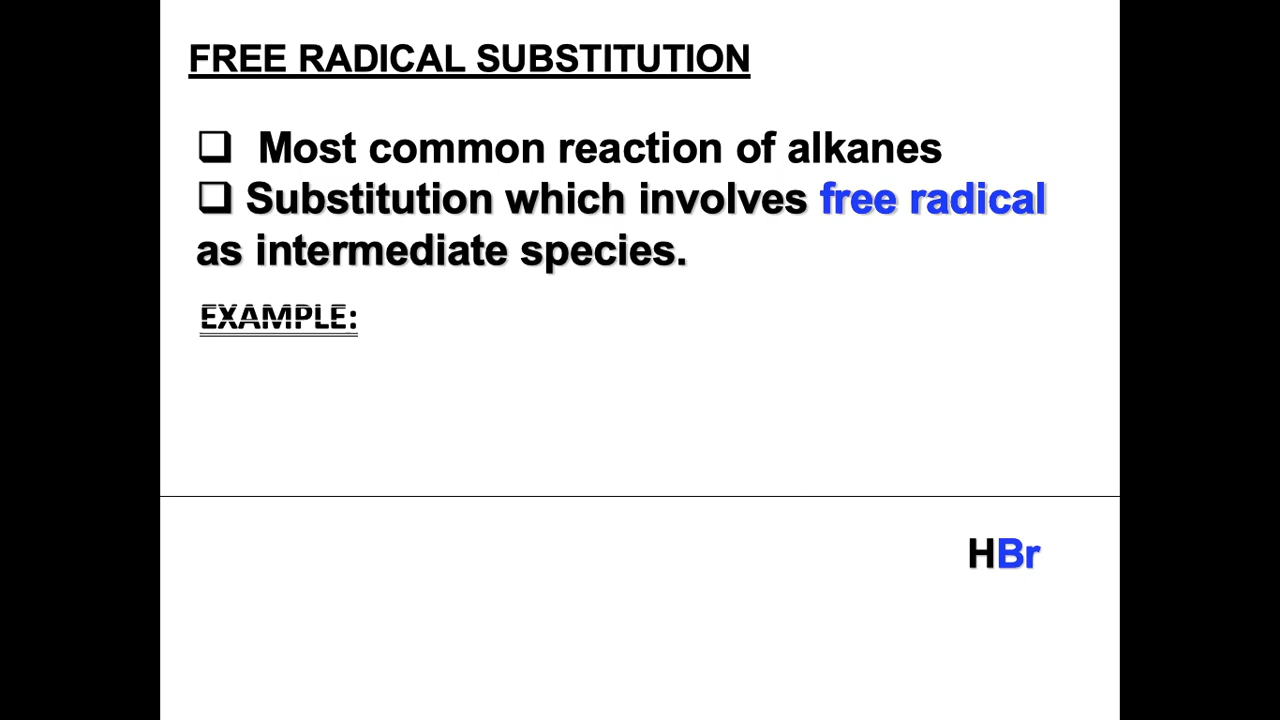 FREE RADICAL SUBSTITUTION
❑ Most common reaction of alkanes
❑ Substitution which involves free radical
as intermediate species.
EXAMPLE:
HBr